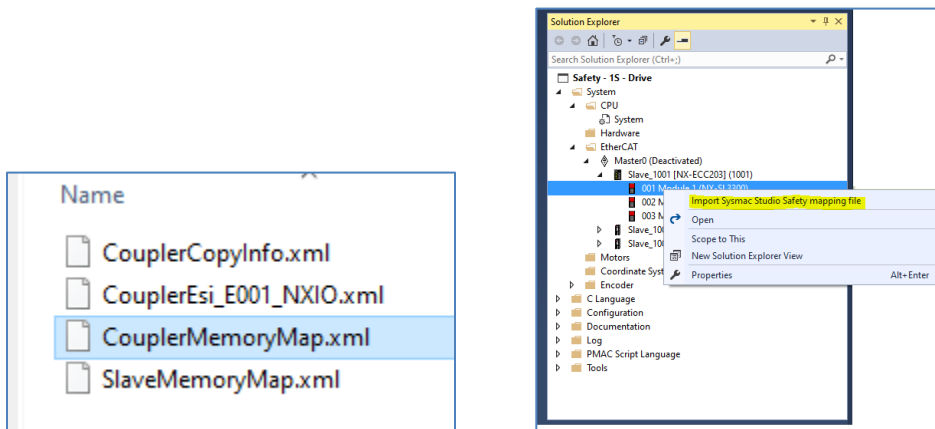 Name
CouplerCopyInfo.xml
CouplerEsi_E001_NXIO.xml
CouplerMemoryMap.xml
SlaveMemoryMap.xml
Solution Explorer
Search Solution Explorer (Ctrl+;)
Safety - 1S - Drive
System
CPU
System
Hardware
EtherCAT
Master0 (Deactivated)
Slave_1001 [NX-ECC203] (1001)
001 Module 1 (NX-SL3300)
002 M
003 M
Slave_100
Slave_100
Motors
Coordinate Syst
Encoder
C Language
Configuration
Documentation
Log
PMAC Script Language
Tools
Import Sysmac Studio Safety mapping file
Open
Scope to This
New Solution Explorer View
Properties Alt+Enter